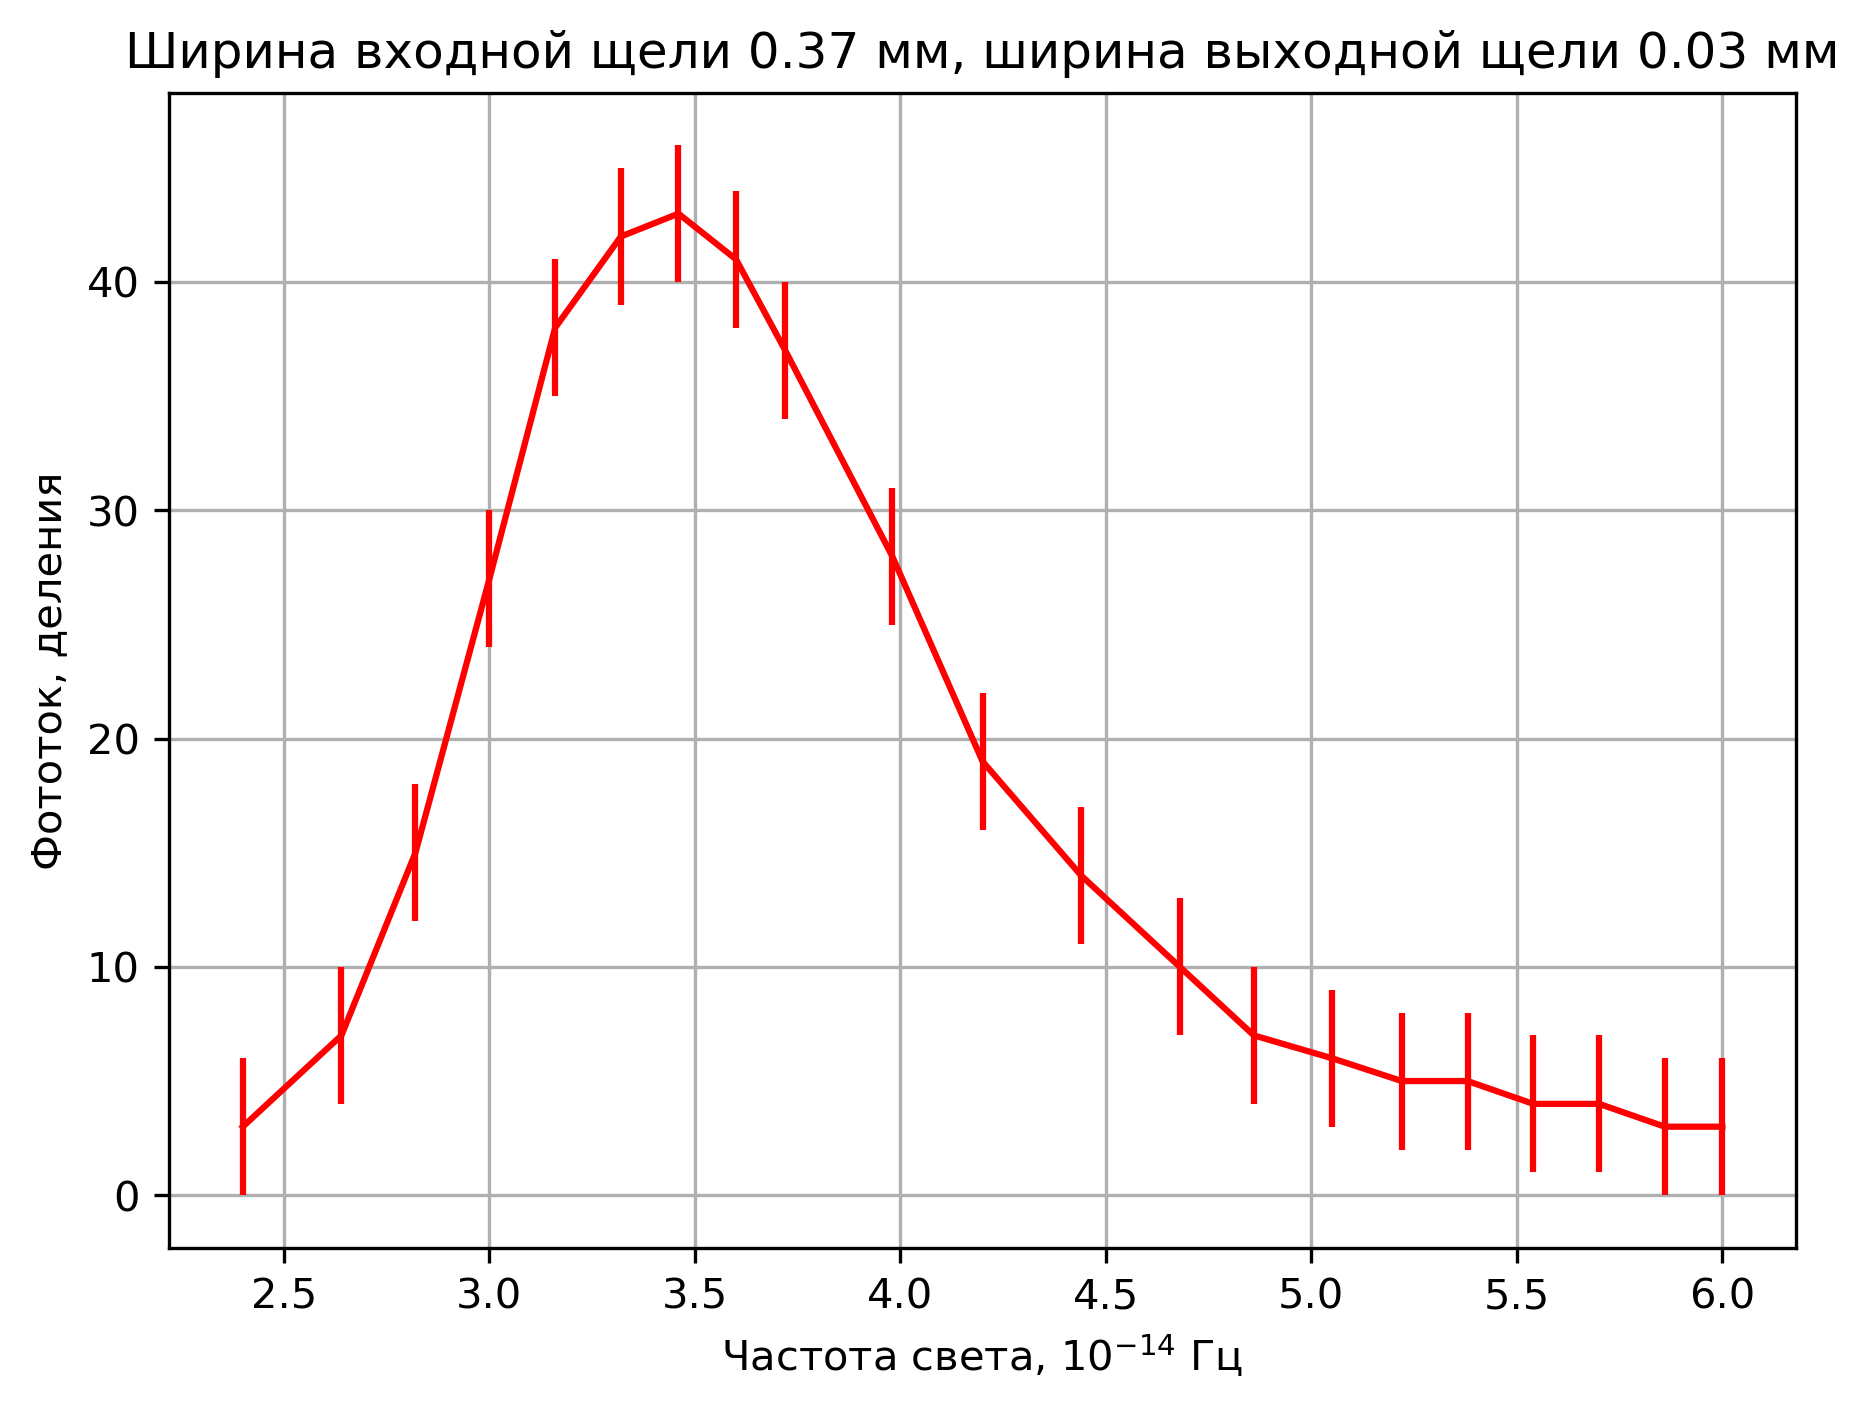 Ширина входной щели 0.37 мм, ширина выходной щели 0.03 мм
Фототок, деления
40
30
20
10
0
2.5 3.0 3.5 4.0 4.5 5.0 5.5 6.0
Частота света, 10⁻¹⁴ Гц